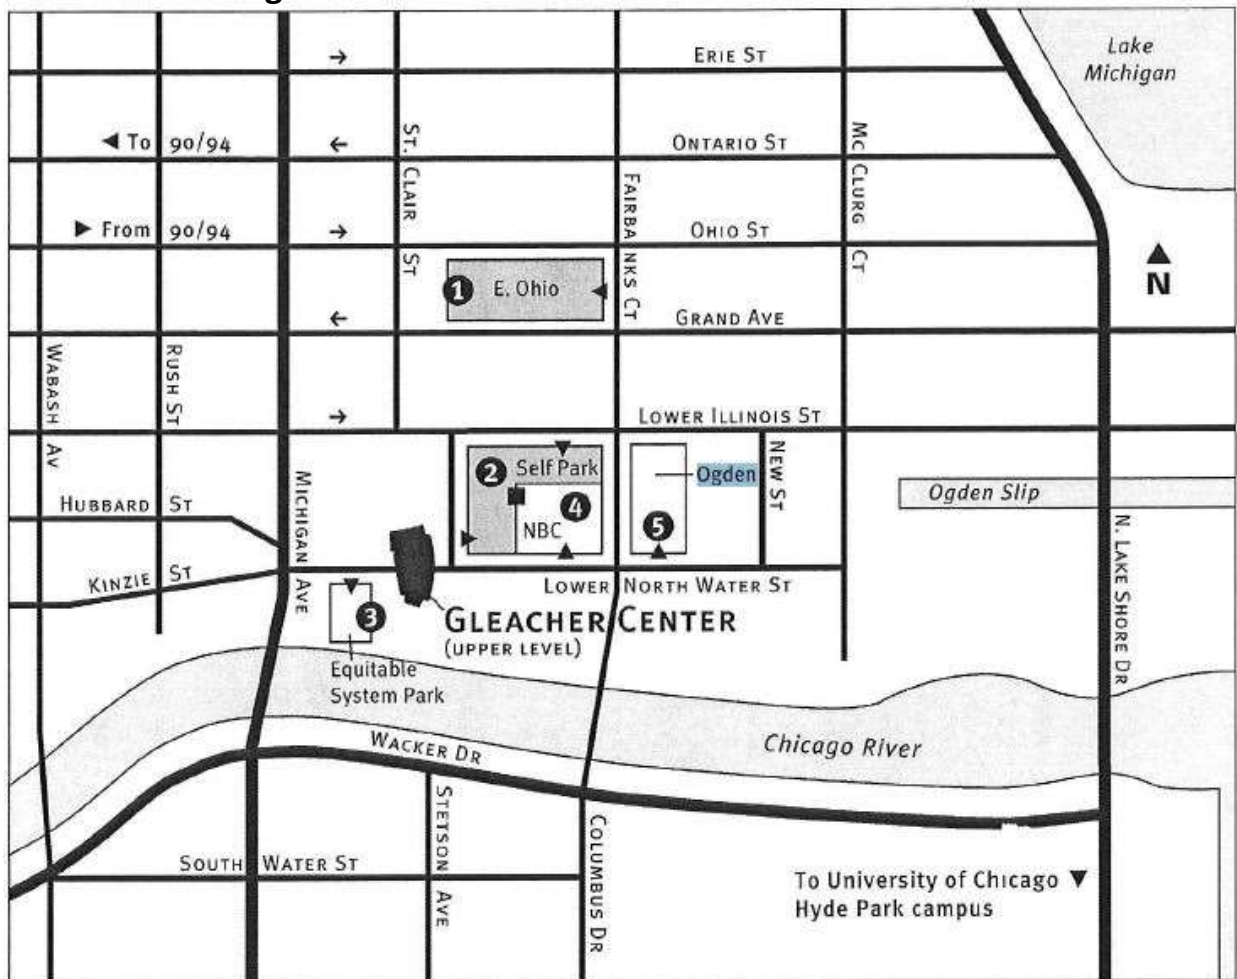 ERIE ST
Lake
Michigan
◄ To 90/94
ONTARIO ST
ST. CLAIR ST
MC CLURG CT
FAIRBANKS CT
► From 90/94
OHIO ST
N
1 E. Ohio
GRAND AVE
WABASH AV
RUSH ST
LOWER ILLINOIS ST
MICHIGAN AVE
2 Self Park
Ogden
NEW ST
Ogden Slip
HUBBARD ST
4
NBC
5
N. LAKE SHORE DR
KINZIE ST
LOWER NORTH WATER ST
3
GLEACHER CENTER
(UPPER LEVEL)
Equitable
System Park
WACKER DR
Chicago River
STETSON AVE
COLUMBUS DR
SOUTH WATER ST
To University of Chicago ▼
Hyde Park campus